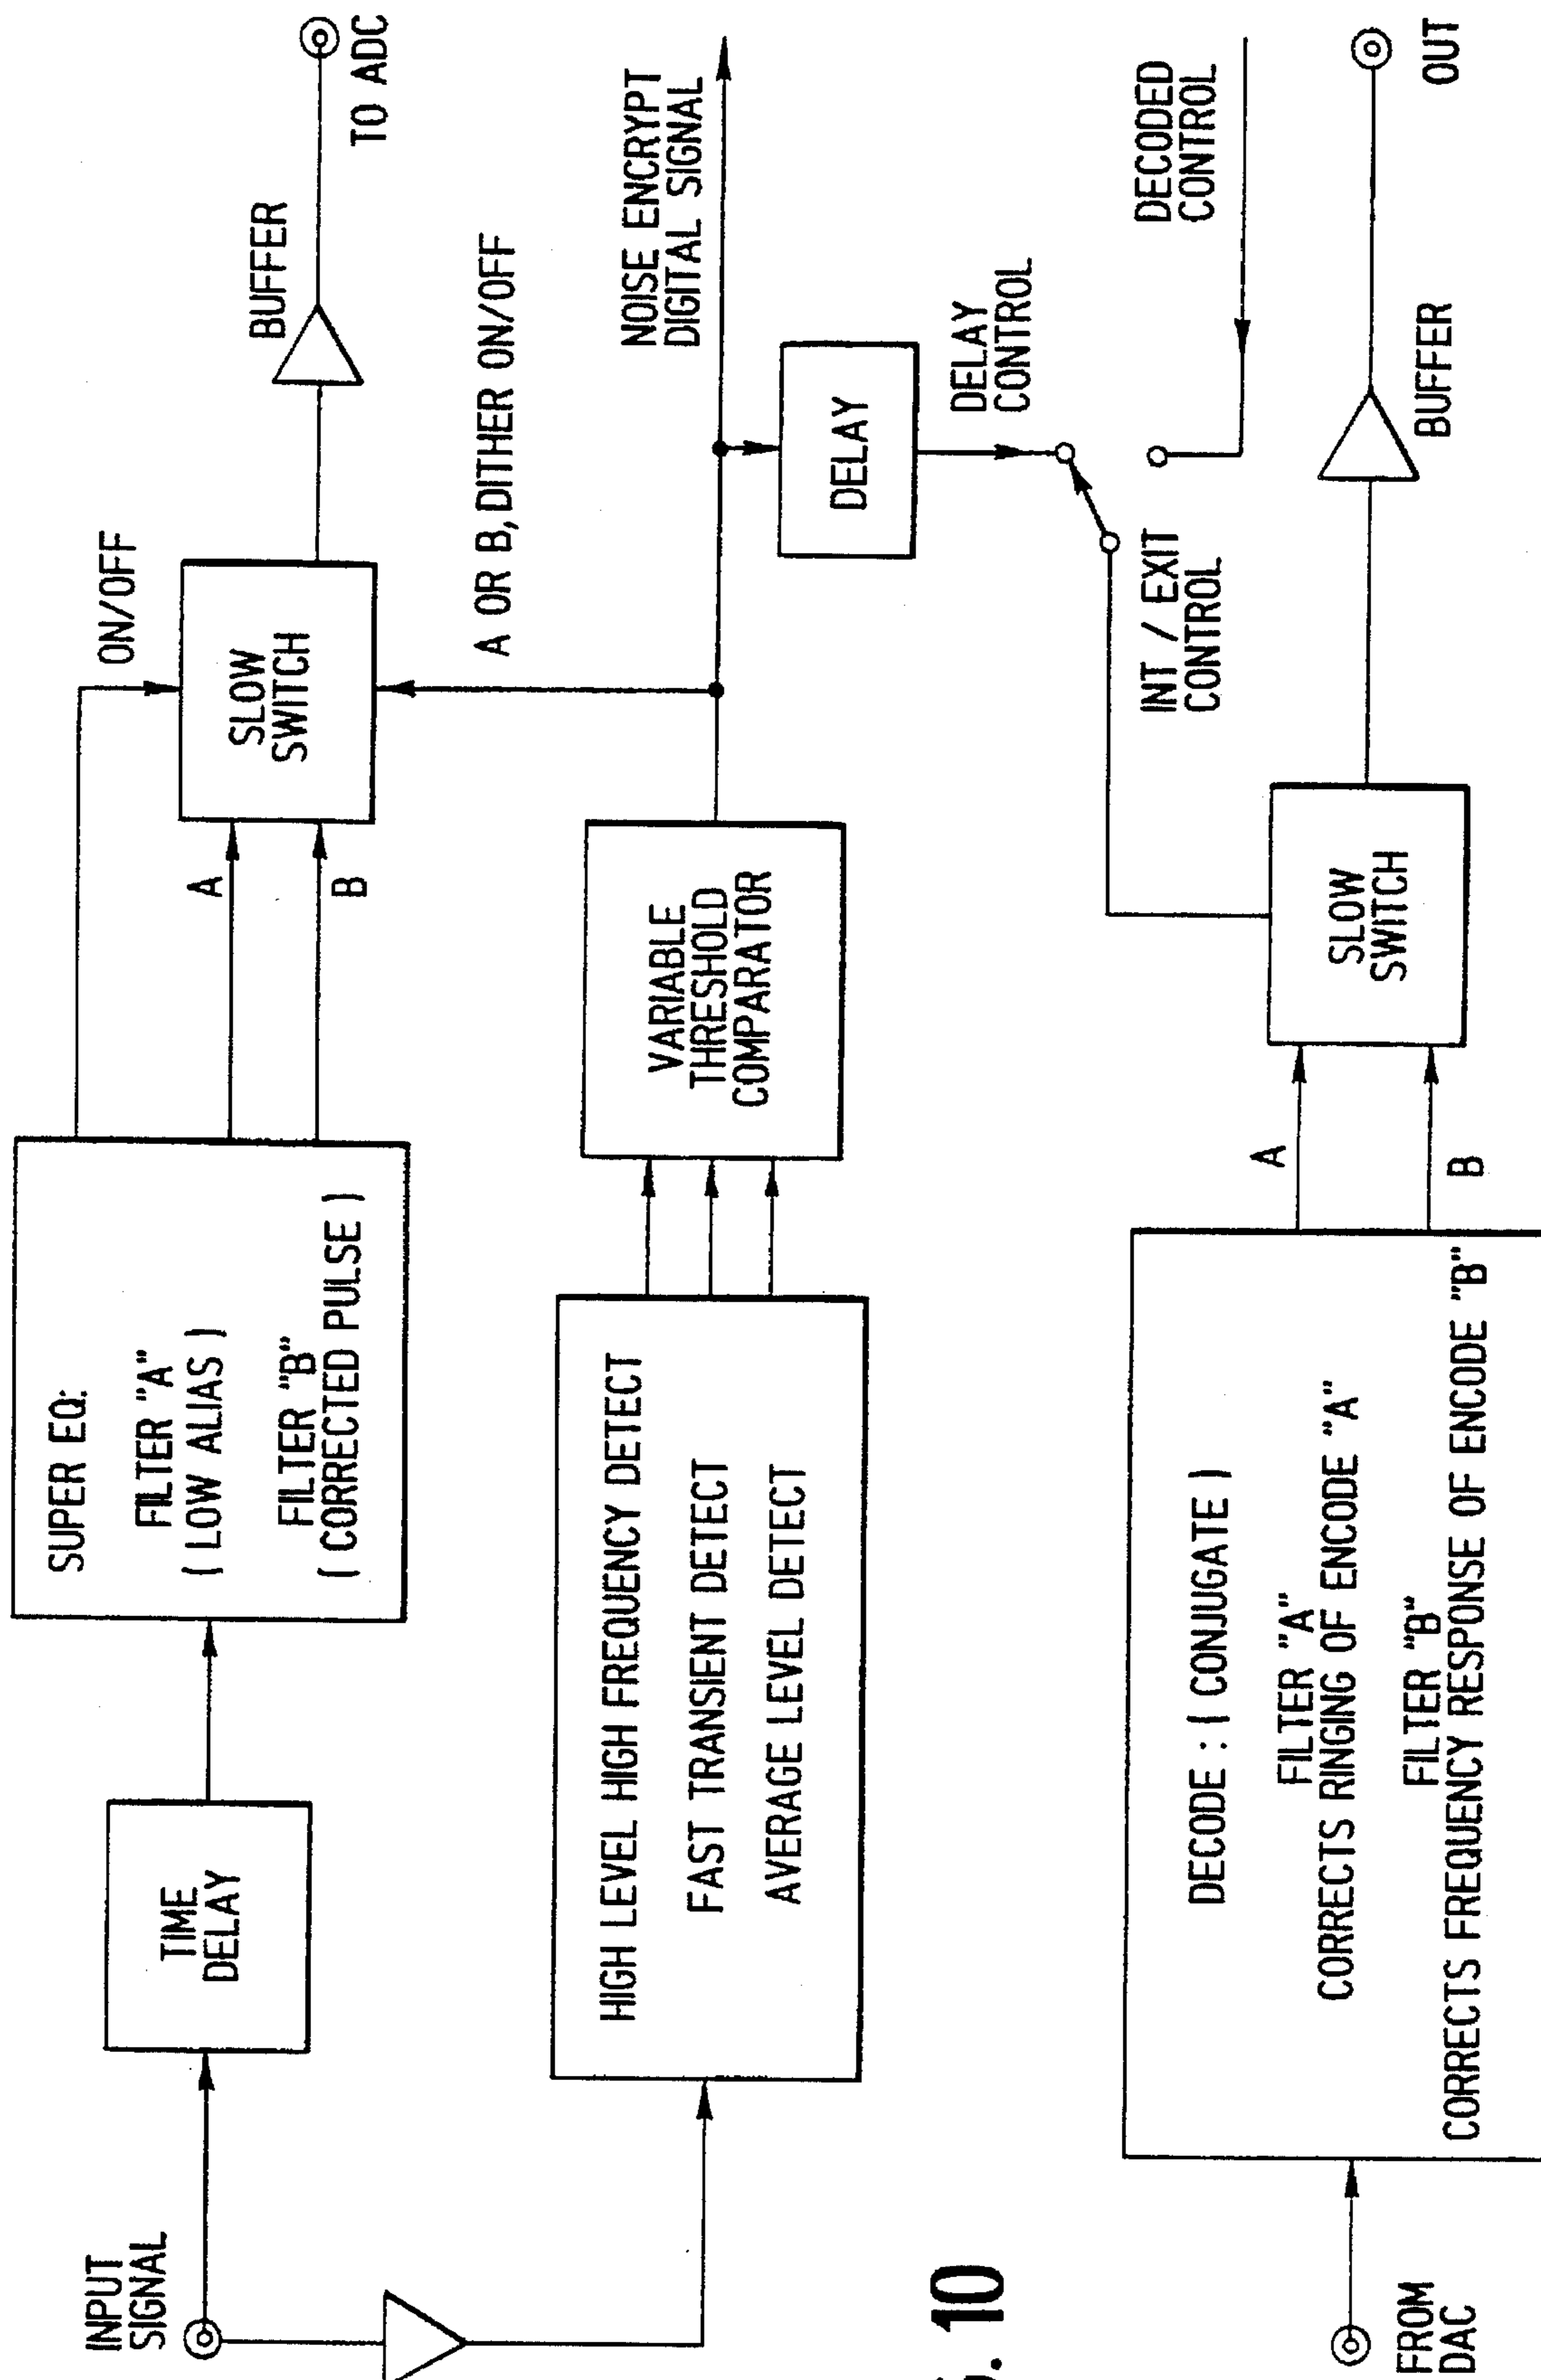 INPUT
SIGNAL
TIME
DELAY
SUPER EQ:
FILTER "A"
( LOW ALIAS )
FILTER "B"
( CORRECTED PULSE )
A
B
ON/OFF
SLOW
SWITCH
BUFFER
TO ADC
HIGH LEVEL HIGH FREQUENCY DETECT
FAST TRANSIENT DETECT
AVERAGE LEVEL DETECT
VARIABLE
THRESHOLD
COMPARATOR
A OR B, DITHER ON/OFF
NOISE ENCRYPT
DIGITAL SIGNAL
DELAY
DELAY
CONTROL
INT / EXIT
CONTROL
DECODED
CONTROL
10
FROM
DAC
DECODE : ( CONJUGATE )
FILTER "A"
CORRECTS RINGING OF ENCODE "A"
FILTER "B"
CORRECTS FREQUENCY RESPONSE OF ENCODE "B"
A
B
SLOW
SWITCH
BUFFER
OUT